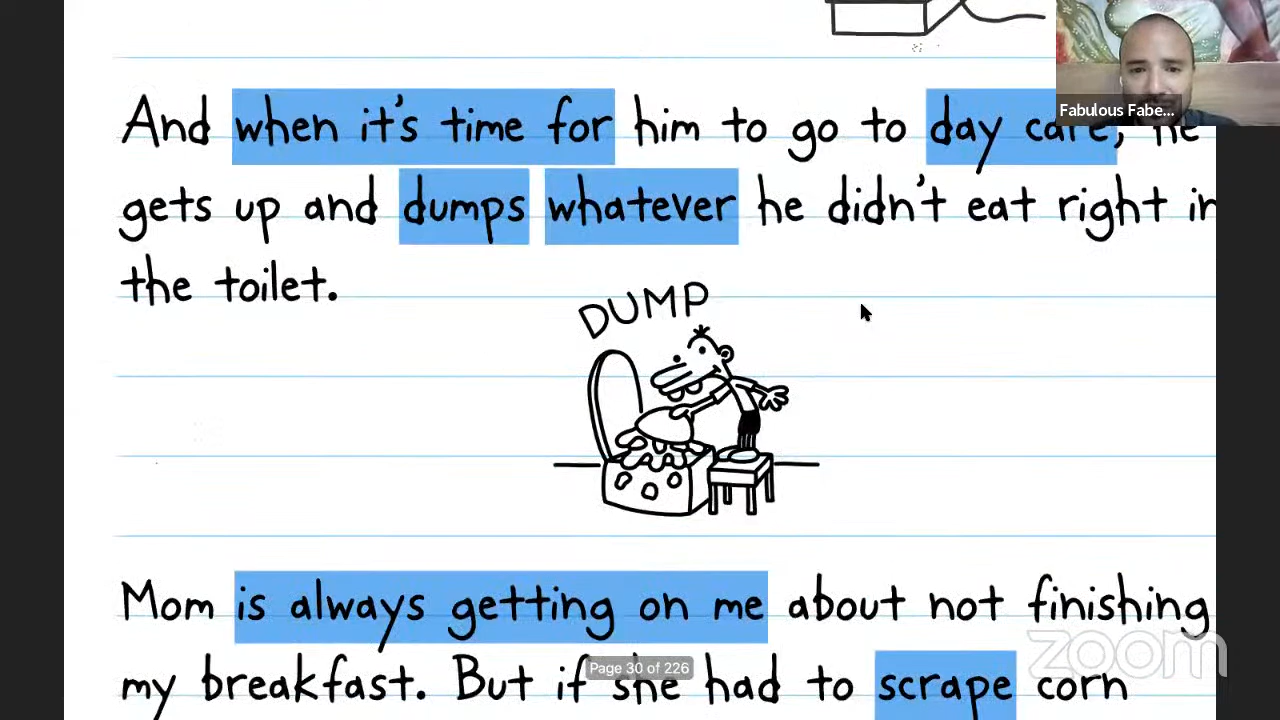 And when it's time for him to go to day care, he
gets up and dumps whatever he didn't eat right in
the toilet.
DUMP
Mom is always getting on me about not finishing
my breakfast. But if she had to scrape corn
Fabulous Fabe...
Page 30 of 226
zoom